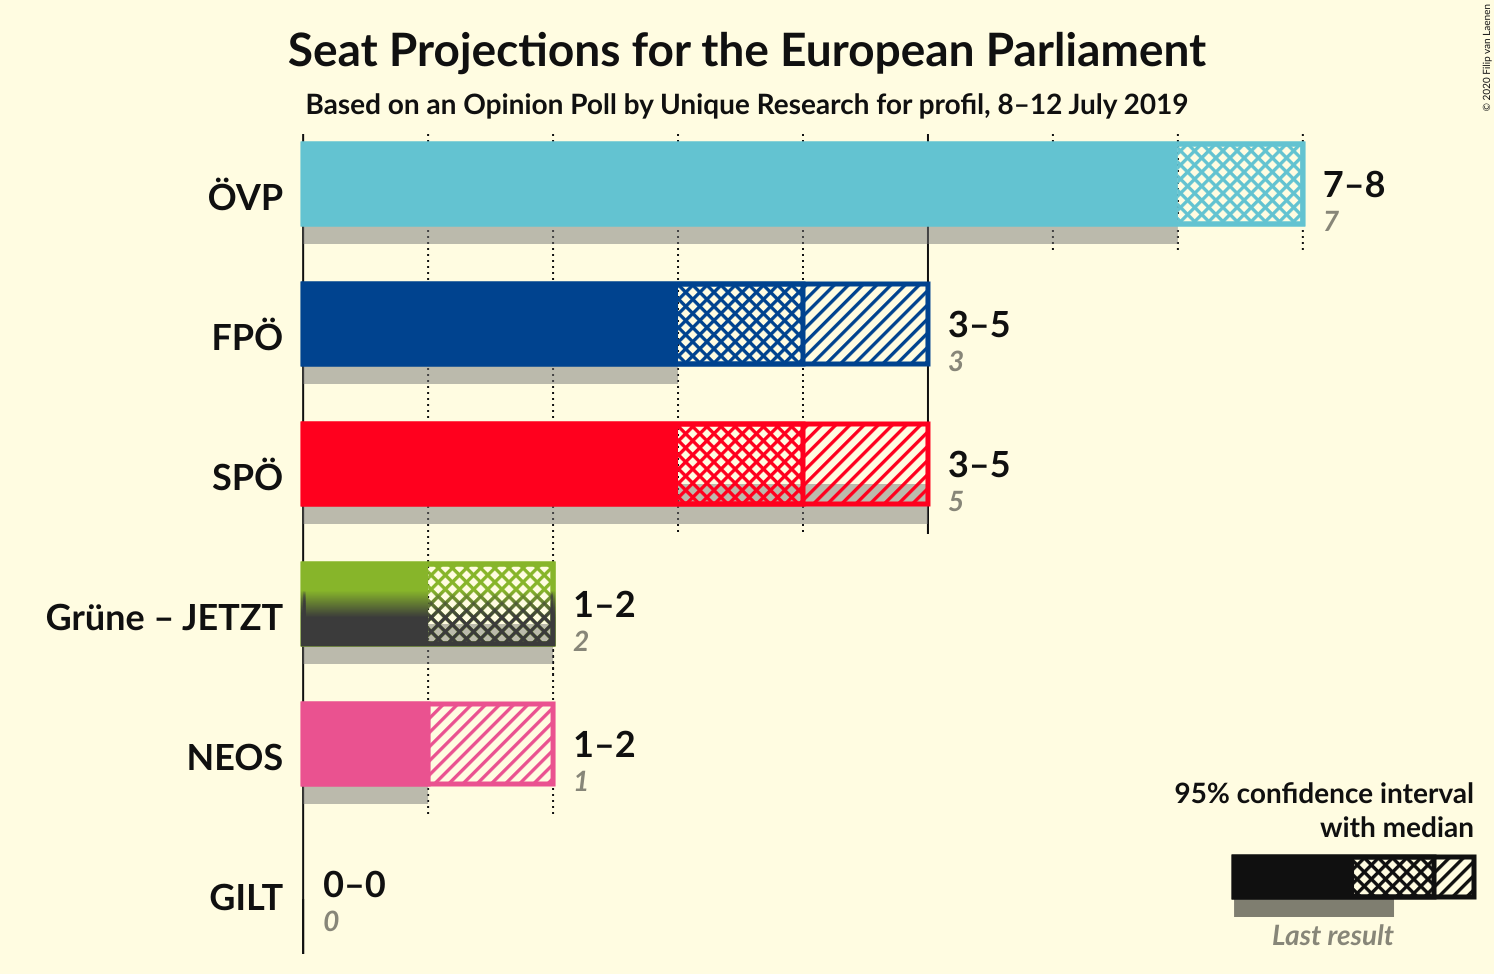 Seat Projections for the European Parliament
Based on an Opinion Poll by Unique Research for profil, 8–12 July 2019
© 2020 Filip van Laenen
ÖVP
7–8
7
FPÖ
3–5
3
SPÖ
3–5
5
Grüne – JETZT
1–2
2
NEOS
1–2
1
GILT
0–0
0
95% confidence interval
with median
Last result